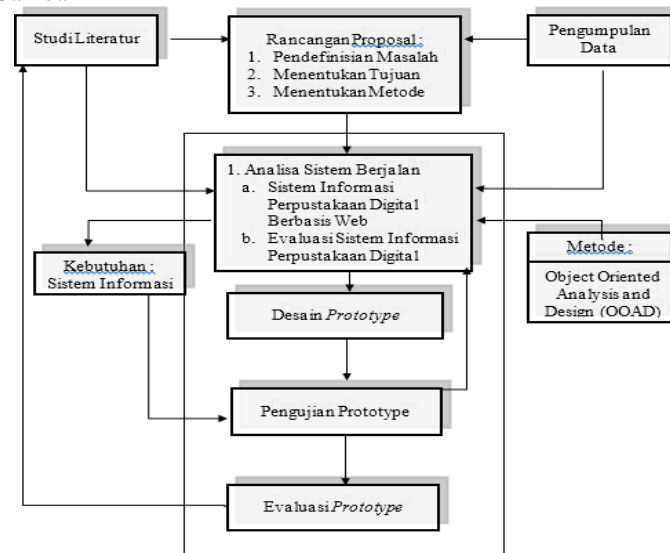 Studi Literatur
Rancangan Proposal :
1. Pendefinisian Masalah
2. Menentukan Tujuan
3. Menentukan Metode
Pengumpulan
Data
1. Analisa Sistem Berjalan
a. Sistem Informasi
Perpustakaan Digital
Berbasis Web
b. Evaluasi Sistem Informasi
Perpustakaan Digital
Kebutuhan :
Sistem Informasi
Metode :
Object Oriented
Analysis and
Design (OOAD)
Desain Prototype
Pengujian Prototype
Evaluasi Prototype